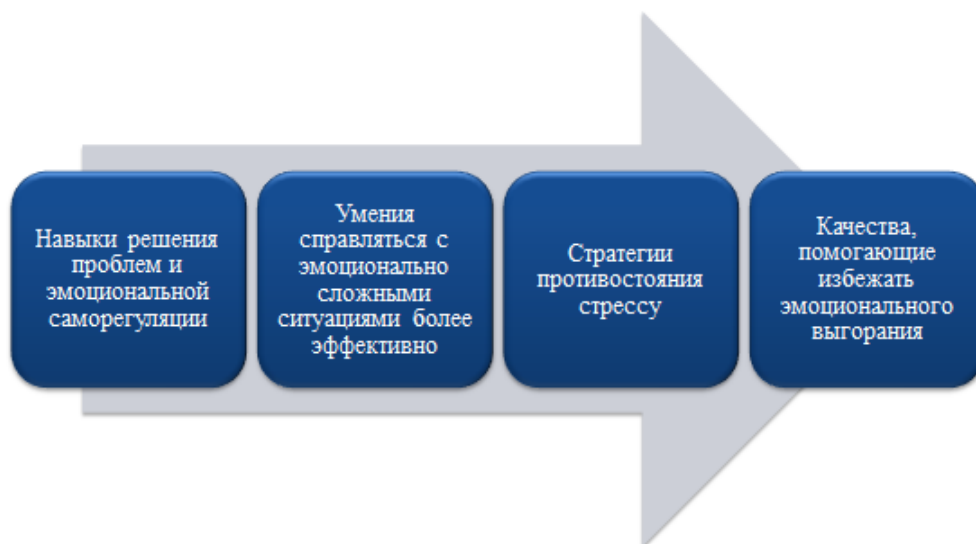 Навыки решения
проблем и
эмоциональной
саморегуляции
Умения
справляться с
эмоционально
сложными
ситуациями более
эффективно
Стратегии
противостояния
стрессу
Качества,
помогающие
избежать
эмоционального
выгорания